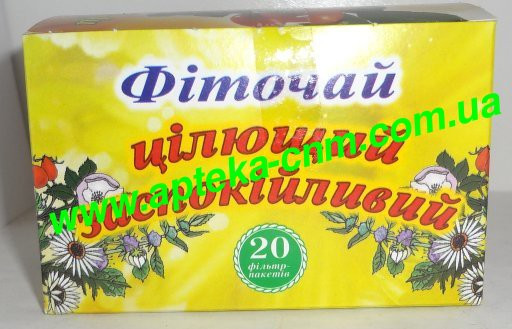 Фіточай
цілющий
заспокійливий
www.apteka-cnm.com.ua
20
фільтр-
пакетів